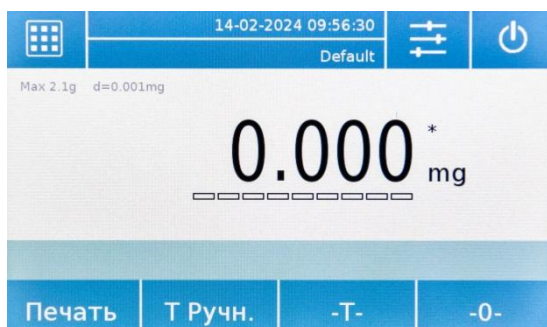 14-02-2024 09:56:30
Default
Max 2.1g d=0.001mg
0.000 * mg
Печать Т Ручн. -T- -0-